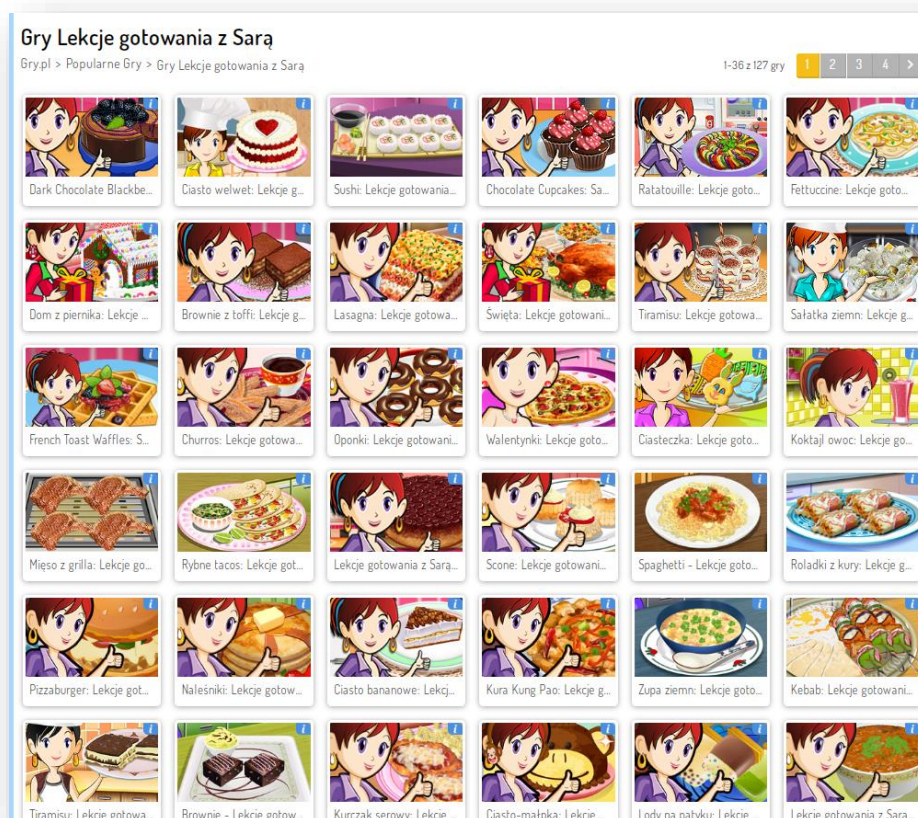 Gry Lekcje gotowania z Sarą
Gry.pl > Popularne Gry > Gry Lekcje gotowania z Sarą
1-36 z 127 gry 1 2 3 4 >
Dark Chocolate Blackbe... Ciasto welwet: Lekcje g... Sushi: Lekcje gotowania... Chocolate Cupcakes: Sa... Ratatouille: Lekcje goto... Fettuccine: Lekcje goto...
Dom z piernika: Lekcje ... Brownie z toffi: Lekcje g... Lasagna: Lekcje gotowa... Święta: Lekcje gotowani... Tiramisu: Lekcje gotowa... Sałatka ziemn: Lekcje g...
French Toast Waffles: S... Churros: Lekcje gotowa... Oponki: Lekcje gotowani... Walentynki: Lekcje goto... Ciasteczka: Lekcje goto... Koktajl owoc: Lekcje go...
Mięso z grilla: Lekcje go... Rybne tacos: Lekcje got... Lekcje gotowania z Sarą... Scone: Lekcje gotowani... Spaghetti - Lekcje goto... Roladki z kury: Lekcje g...
Pizzaburger: Lekcje got... Naleśniki: Lekcje gotow... Ciasto bananowe: Lekcj... Kura Kung Pao: Lekcje g... Zupa ziemn: Lekcje goto... Kebab: Lekcje gotowani...
Tiramisu: Lekcje gotowa... Brownie - Lekcje gotow... Kurczak serowy: Lekcje ... Ciasto-małpka: Lekcje ... Lody na patyku: Lekcje ... Lekcje gotowania z Sarą...